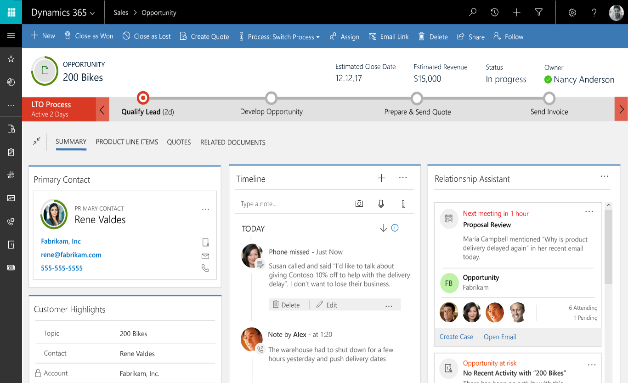 Dynamics 365
Sales > Opportunity
?
+ New
Close as Won
Close as Lost
Create Quote
Process: Switch Process
Assign
Email Link
Delete
Share
Follow
OPPORTUNITY
200 Bikes
Estimated Close Date
12.12.17
Estimated Revenue
$15,000
Status
In progress
Owner
Nancy Anderson
LTO Process
Active 2 Days
Qualify Lead (2d)
Develop Opportunity
Prepare & Send Quote
Send Invoice
SUMMARY
PRODUCT LINE ITEMS
QUOTES
RELATED DOCUMENTS
Primary Contact
PRIMARY CONTACT
Rene Valdes
...
Fabrikam, Inc
rene@fabrikam.com
555-555-5555
Customer Highlights
Topic
200 Bikes
Contact
Rene Valdes
Account
Fabrikam, Inc.
Timeline
+
...
Type a note...
TODAY
Phone missed - Just Now
Susan called and said "I'd like to talk about
giving Contoso 10% off to help with the delivery
delay". I don't want to lose their business.
Delete
Edit
...
Note by Alex - at 1:20
The warehouse had to shut down for a few
hours yesterday and push delivery dates
Relationship Assistant
...
Next meeting in 1 hour
...
Proposal Review
Maria Campbell mentioned "Why is product
delivery delayed again" in her recent email
today.
FB
Opportunity
Fabrikam
6 Attending
1 Pending
Create Case
Open Email
Opportunity at risk
...
No Recent Activity with "200 Bikes"